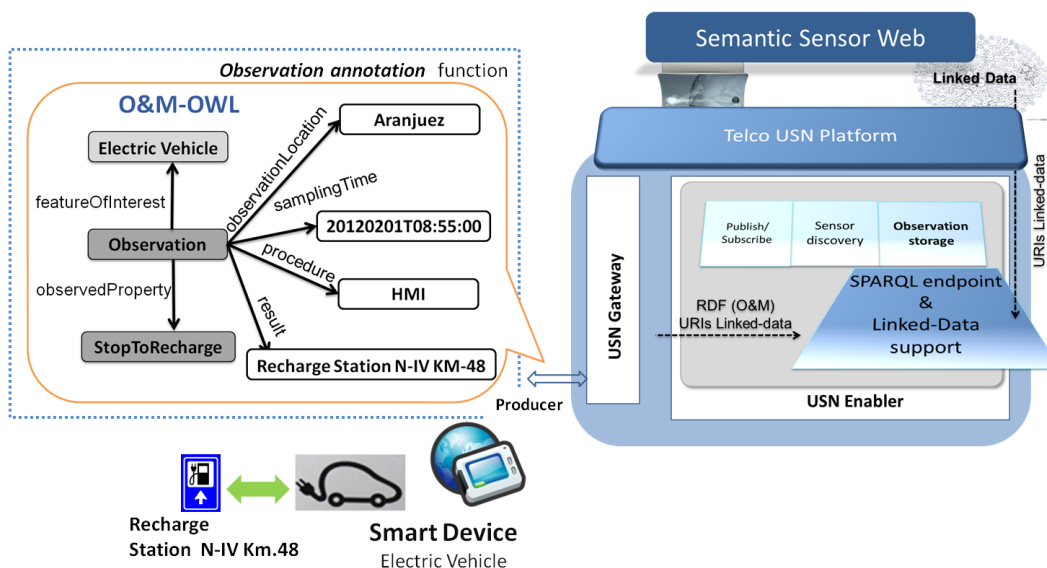 Observation annotation function
O&M-OWL
Electric Vehicle
featureOfInterest
Observation
observedProperty
StopToRecharge
observationLocation
Aranjuez
samplingTime
20120201T08:55:00
procedure
HMI
result
Recharge Station N-IV KM-48
Producer
Recharge
Station N-IV Km.48
Smart Device
Electric Vehicle
Semantic Sensor Web
Linked Data
Telco USN Platform
USN Gateway
Publish/
Subscribe
Sensor
discovery
Observation
storage
RDF (O&M)
URIs Linked-data
SPARQL endpoint
&
Linked-Data
support
URIs Linked-data
USN Enabler